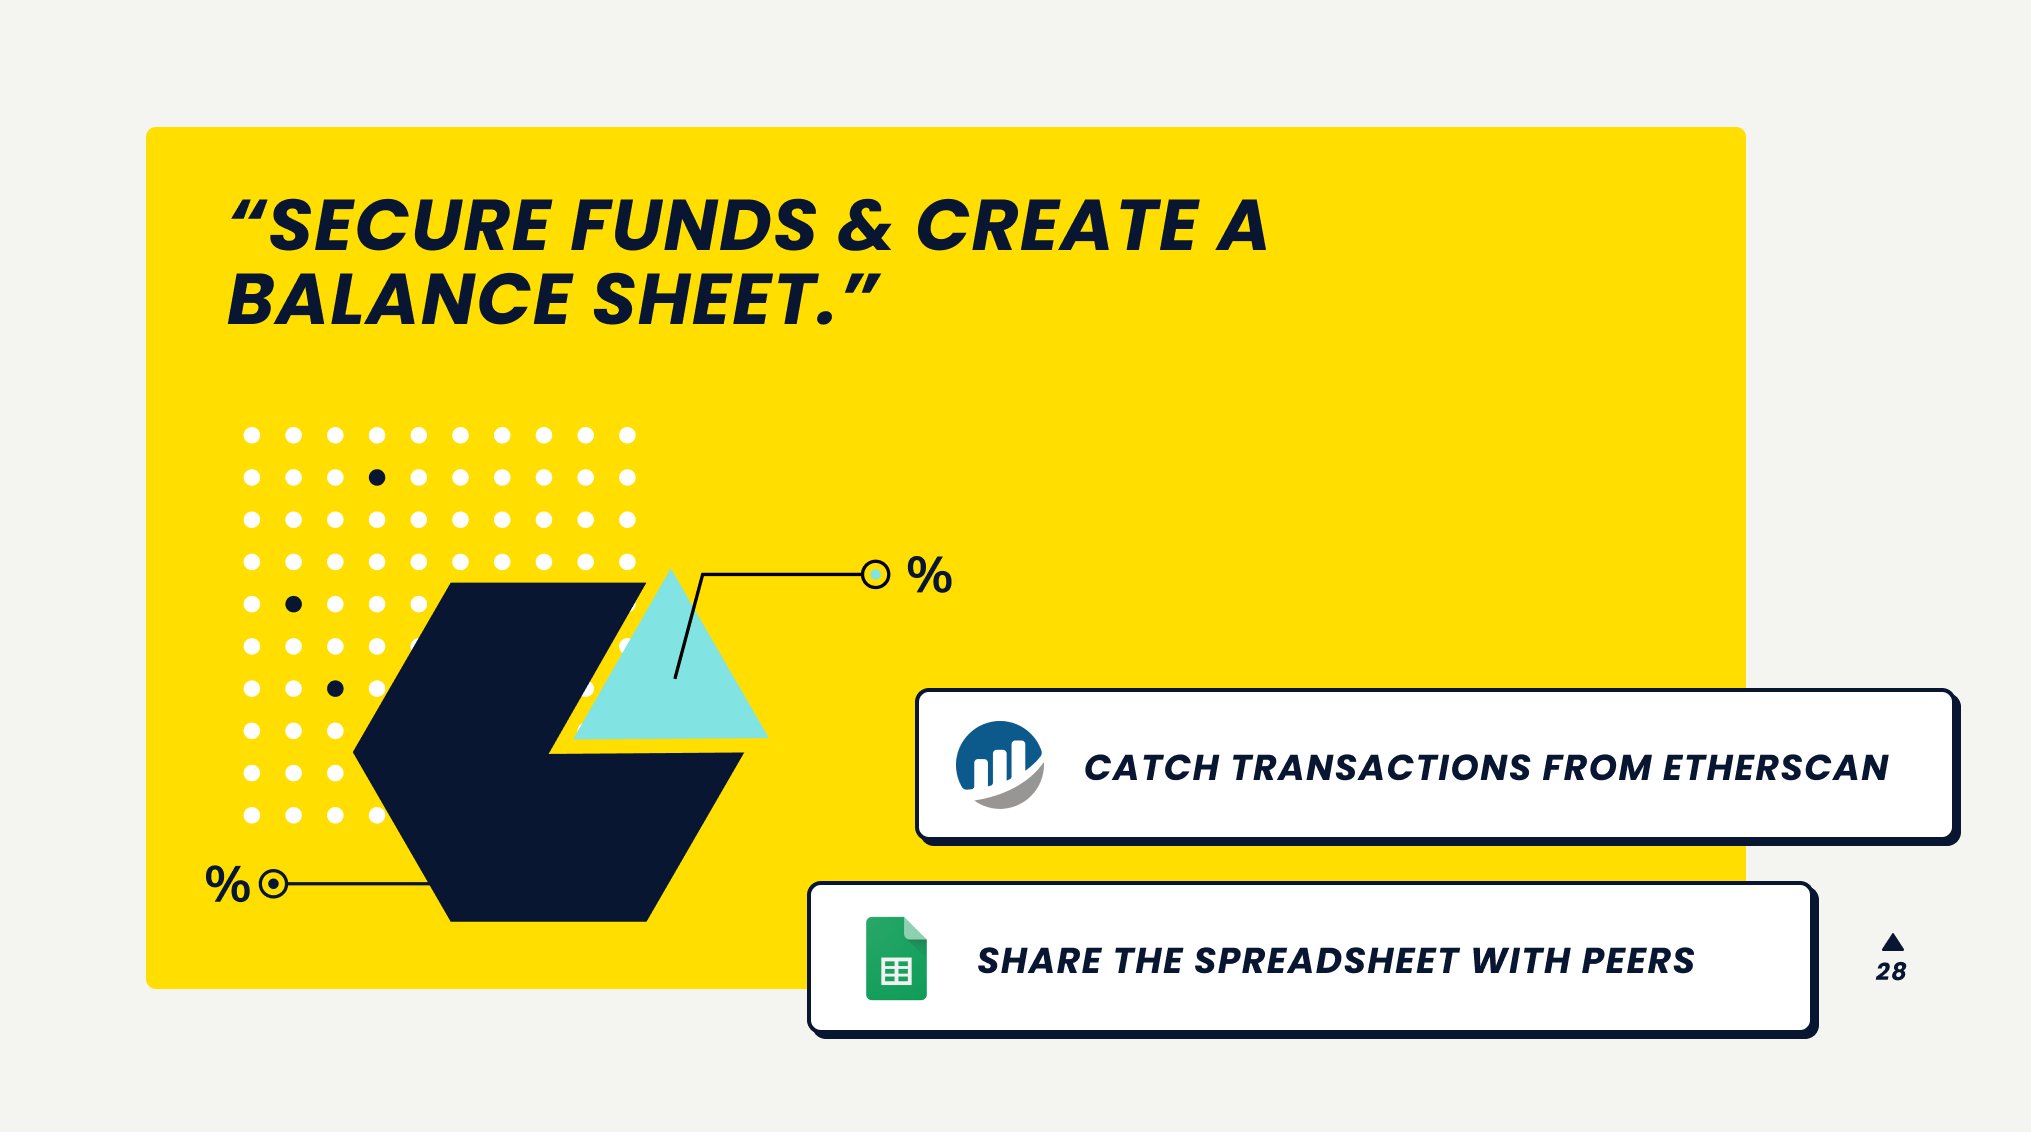 “SECURE FUNDS & CREATE A
BALANCE SHEET.”
%
%
CATCH TRANSACTIONS FROM ETHERSCAN
SHARE THE SPREADSHEET WITH PEERS
28